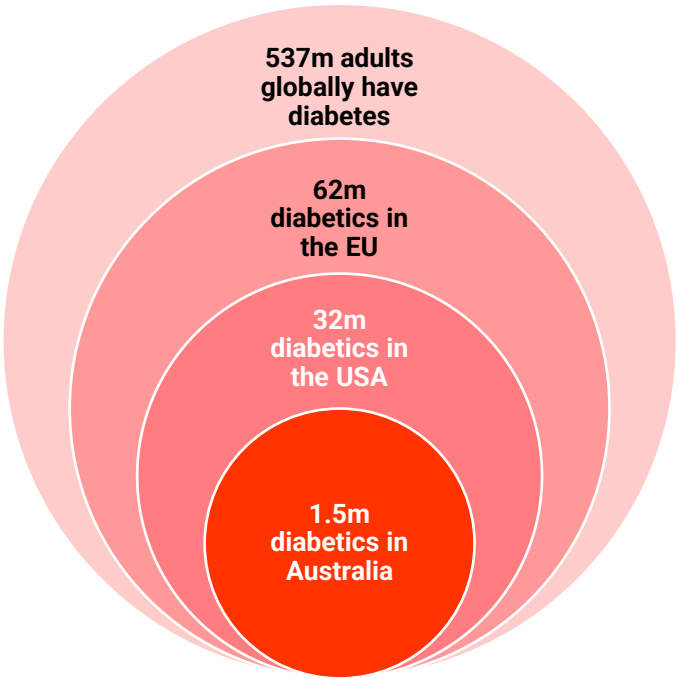 537m adults
globally have
diabetes
62m
diabetics in
the EU
32m
diabetics in
the USA
1.5m
diabetics in
Australia